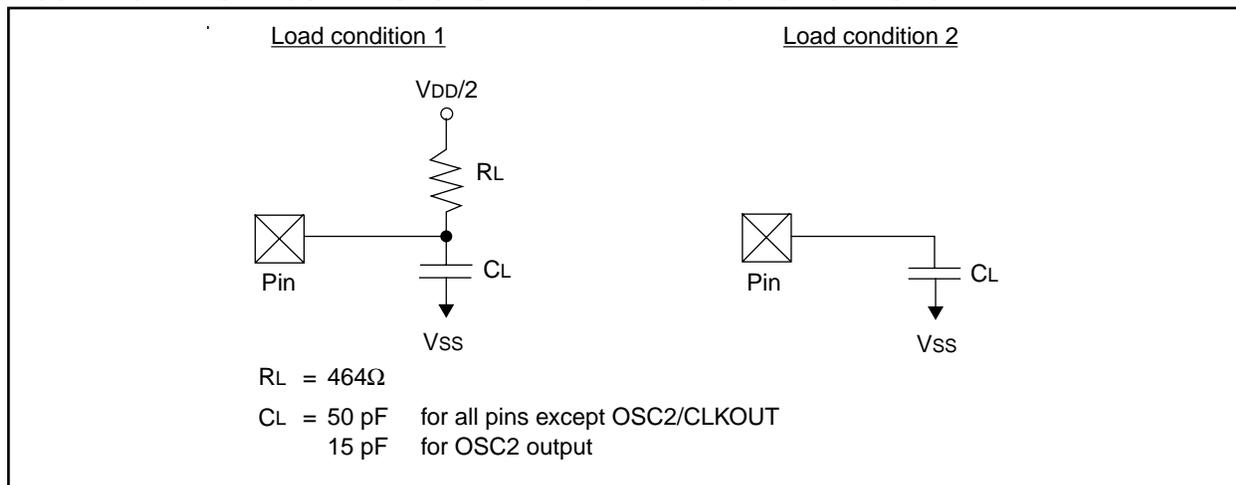 Load condition 1
Load condition 2
VDD/2
RL
CL
Pin
VSS
Pin
CL
VSS
RL = 464Ω
CL = 50 pF for all pins except OSC2/CLKOUT
15 pF for OSC2 output